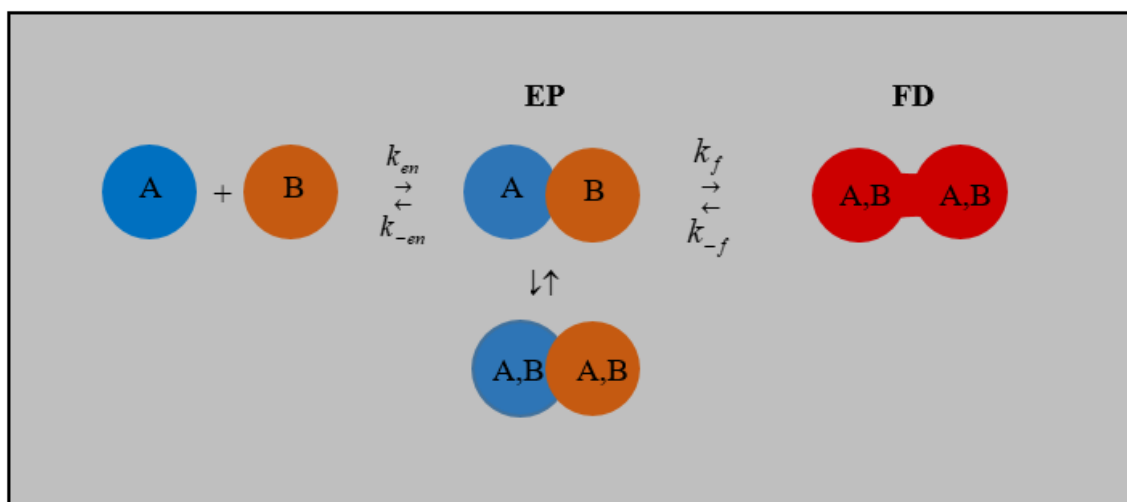 EP FD
A + B k_en → ← k_-en A B k_f → ← k_-f A,B A,B
↓↑
A,B A,B